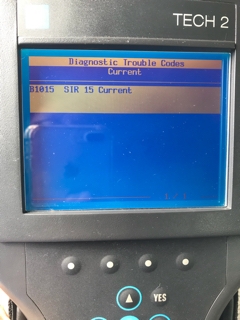 TECH 2
Diagnostic Trouble Codes
Current
B1015 SIR 15 Current
YES